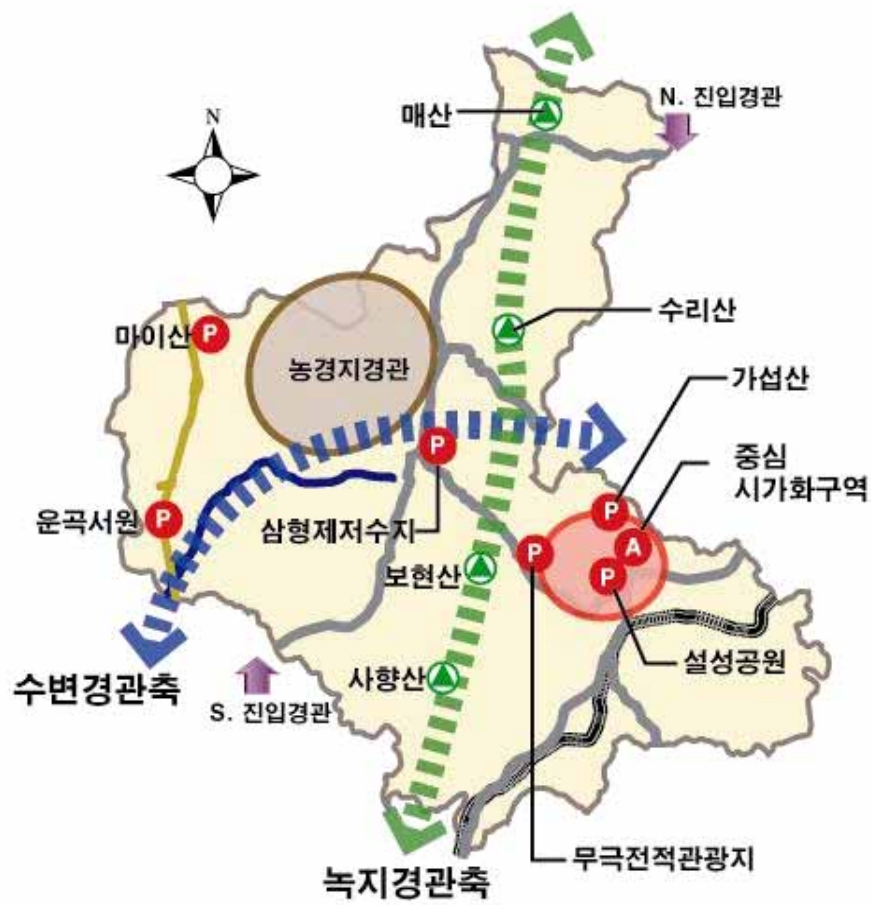 매산
N. 진입경관
N
수리산
마이산
P
농경지경관
가섭산
P
중심
시가화구역
운곡서원
P
삼형제저수지
P
P
A
P
보현산
수변경관축
사향산
설성공원
S. 진입경관
무극전적관광지
녹지경관축